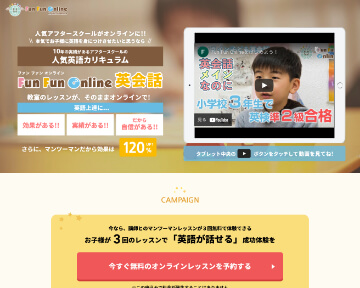 Fun Fun Online
人気アフタースクールがオンラインに!!
本気でお子様に英語を身につけさせたいと思うなら
10年の実績があるアフタースクールの
人気英語カリキュラム
ファン ファン オンライン
Fun Fun Online 英会話
教室のレッスンが、そのままオンラインで!
英語上達に…
効果がある!!
実績がある!!
だから
自信がある!!
さらに、マンツーマンだから効果は
120%
英会話
メイン
なのに
小学校3年生で
英検準2級合格
見る
YouTube
タブレット中央の
ボタンをタッチして動画を見てね!
CAMPAIGN
今なら、講師とのマンツーマンレッスンが3回無料で体験できる
お子様が3回のレッスンで「英語が話せる」成功体験を
今すぐ無料のオンラインレッスンを予約する